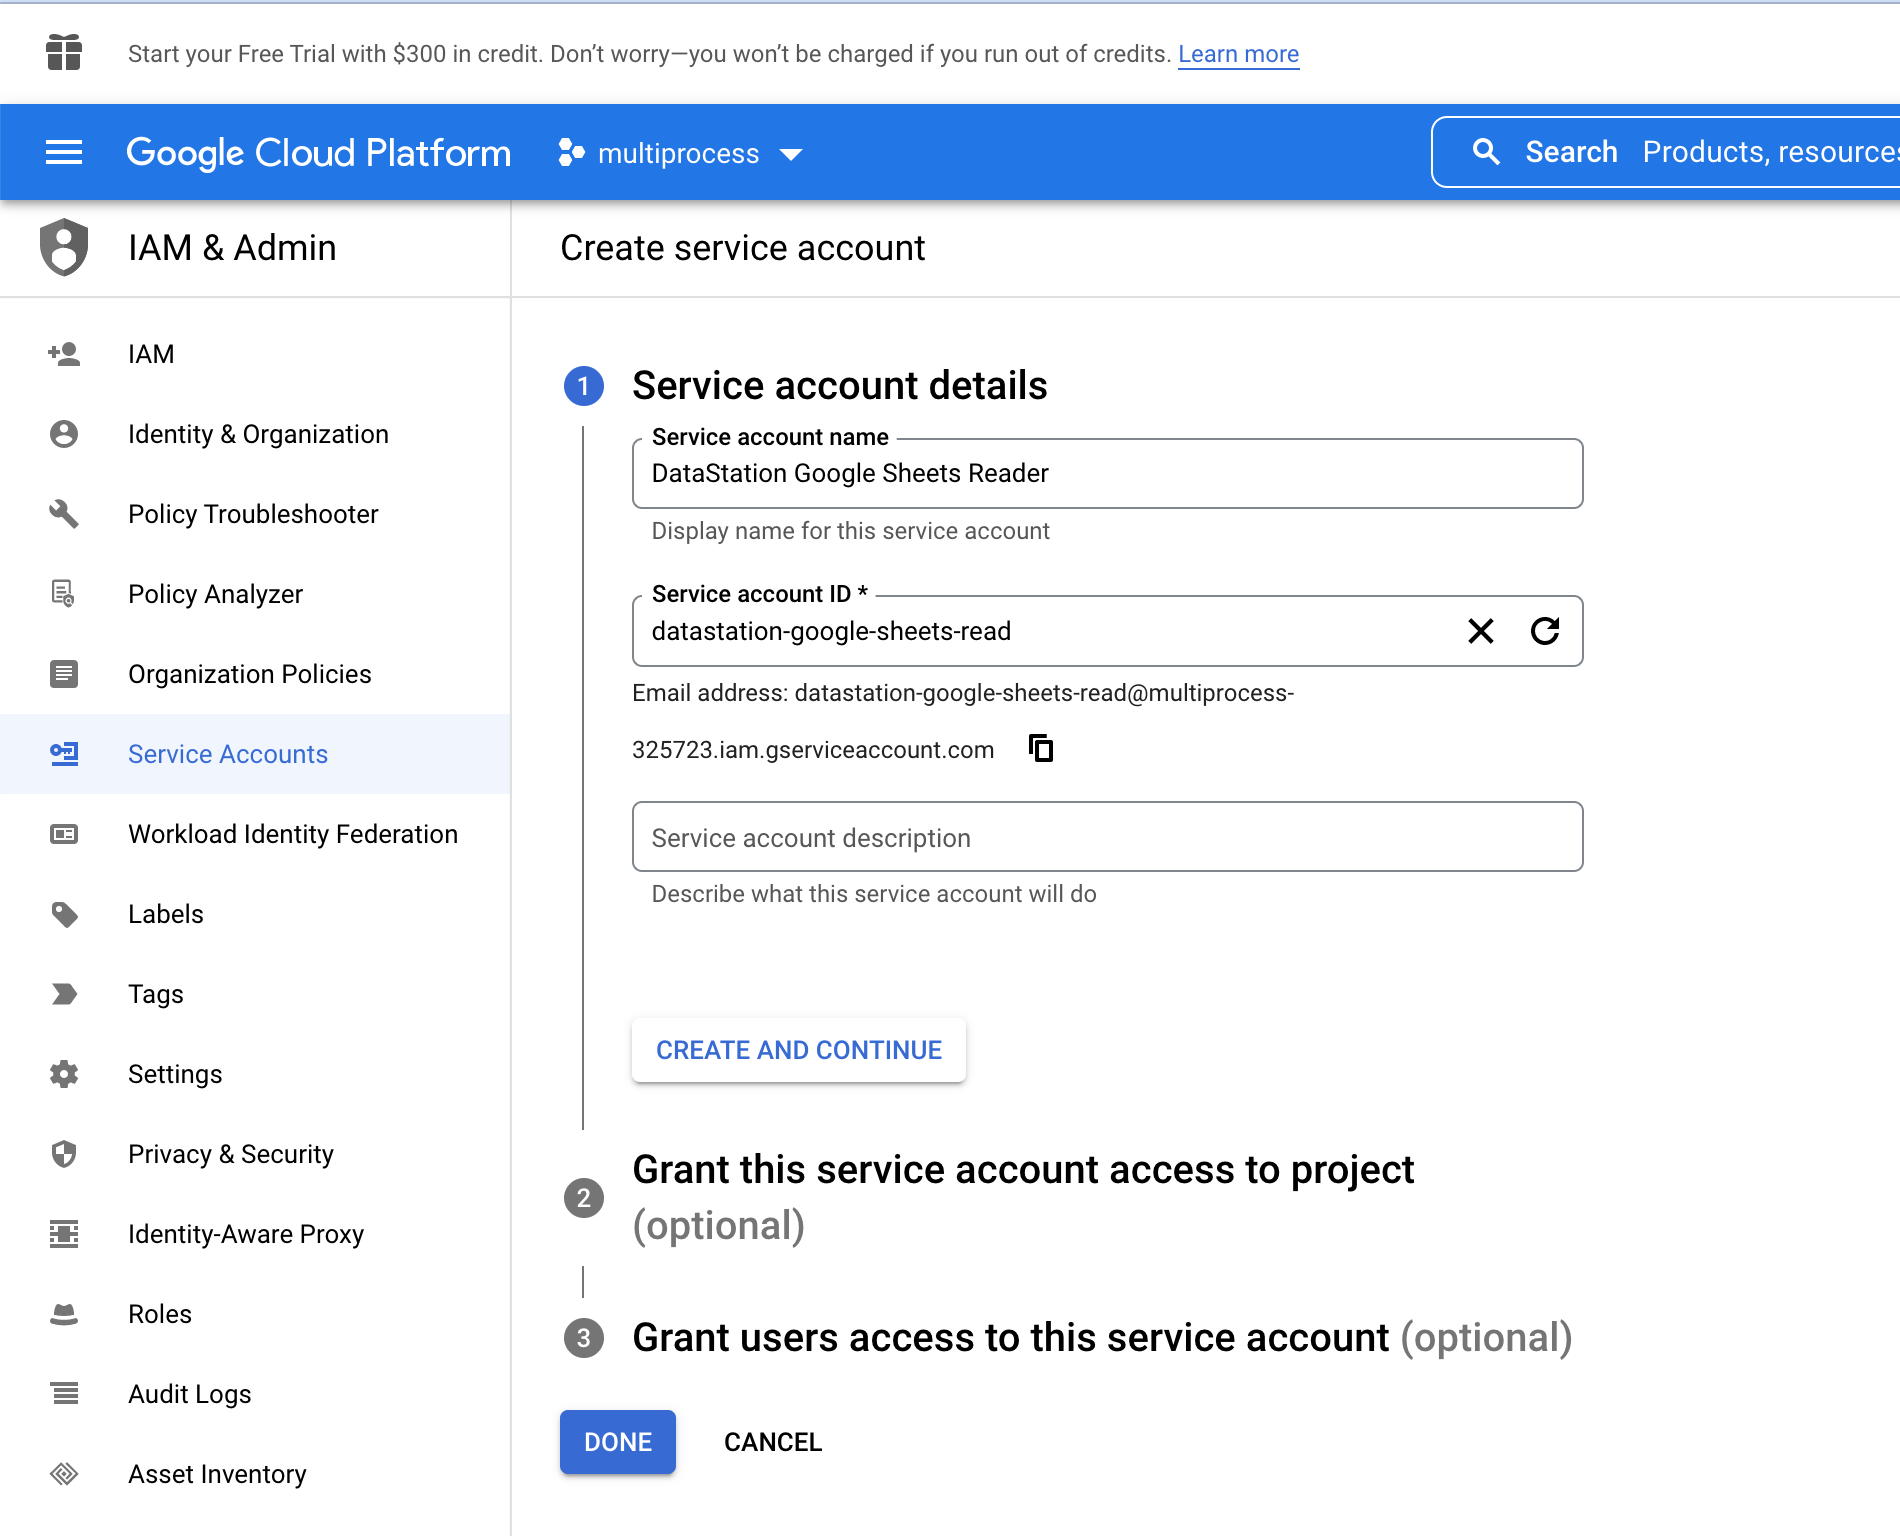 Start your Free Trial with $300 in credit. Don’t worry—you won’t be charged if you run out of credits. Learn more
Google Cloud Platform
multiprocess
Search Products, resources
IAM & Admin
Create service account
IAM
Identity & Organization
Policy Troubleshooter
Policy Analyzer
Organization Policies
Service Accounts
Workload Identity Federation
Labels
Tags
Settings
Privacy & Security
Identity-Aware Proxy
Roles
Audit Logs
Asset Inventory
1 Service account details
Service account name
DataStation Google Sheets Reader
Display name for this service account
Service account ID *
datastation-google-sheets-read
Email address: datastation-google-sheets-read@multiprocess-
325723.iam.gserviceaccount.com
Service account description
Describe what this service account will do
CREATE AND CONTINUE
2 Grant this service account access to project
(optional)
3 Grant users access to this service account (optional)
DONE CANCEL